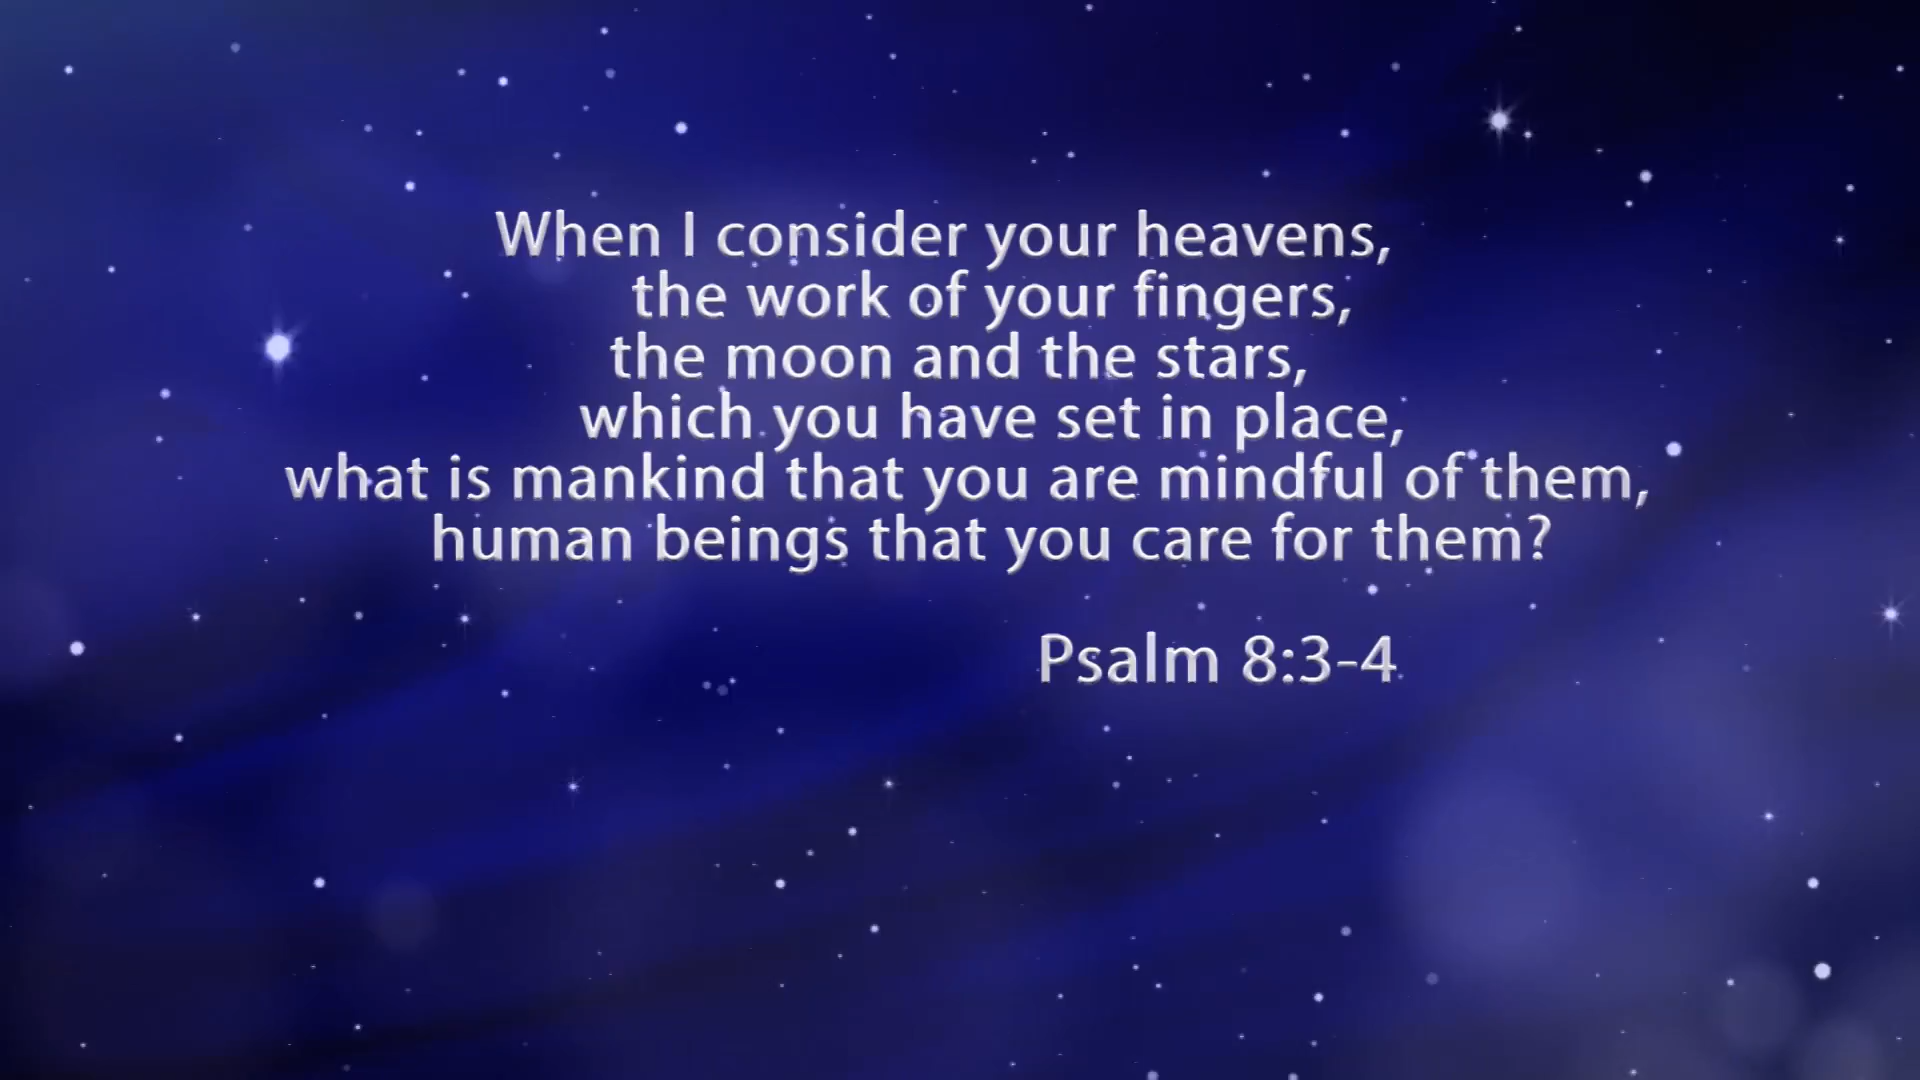 When I consider your heavens,
the work of your fingers,
the moon and the stars,
which you have set in place,
what is mankind that you are mindful of them,
human beings that you care for them?
Psalm 8:3-4